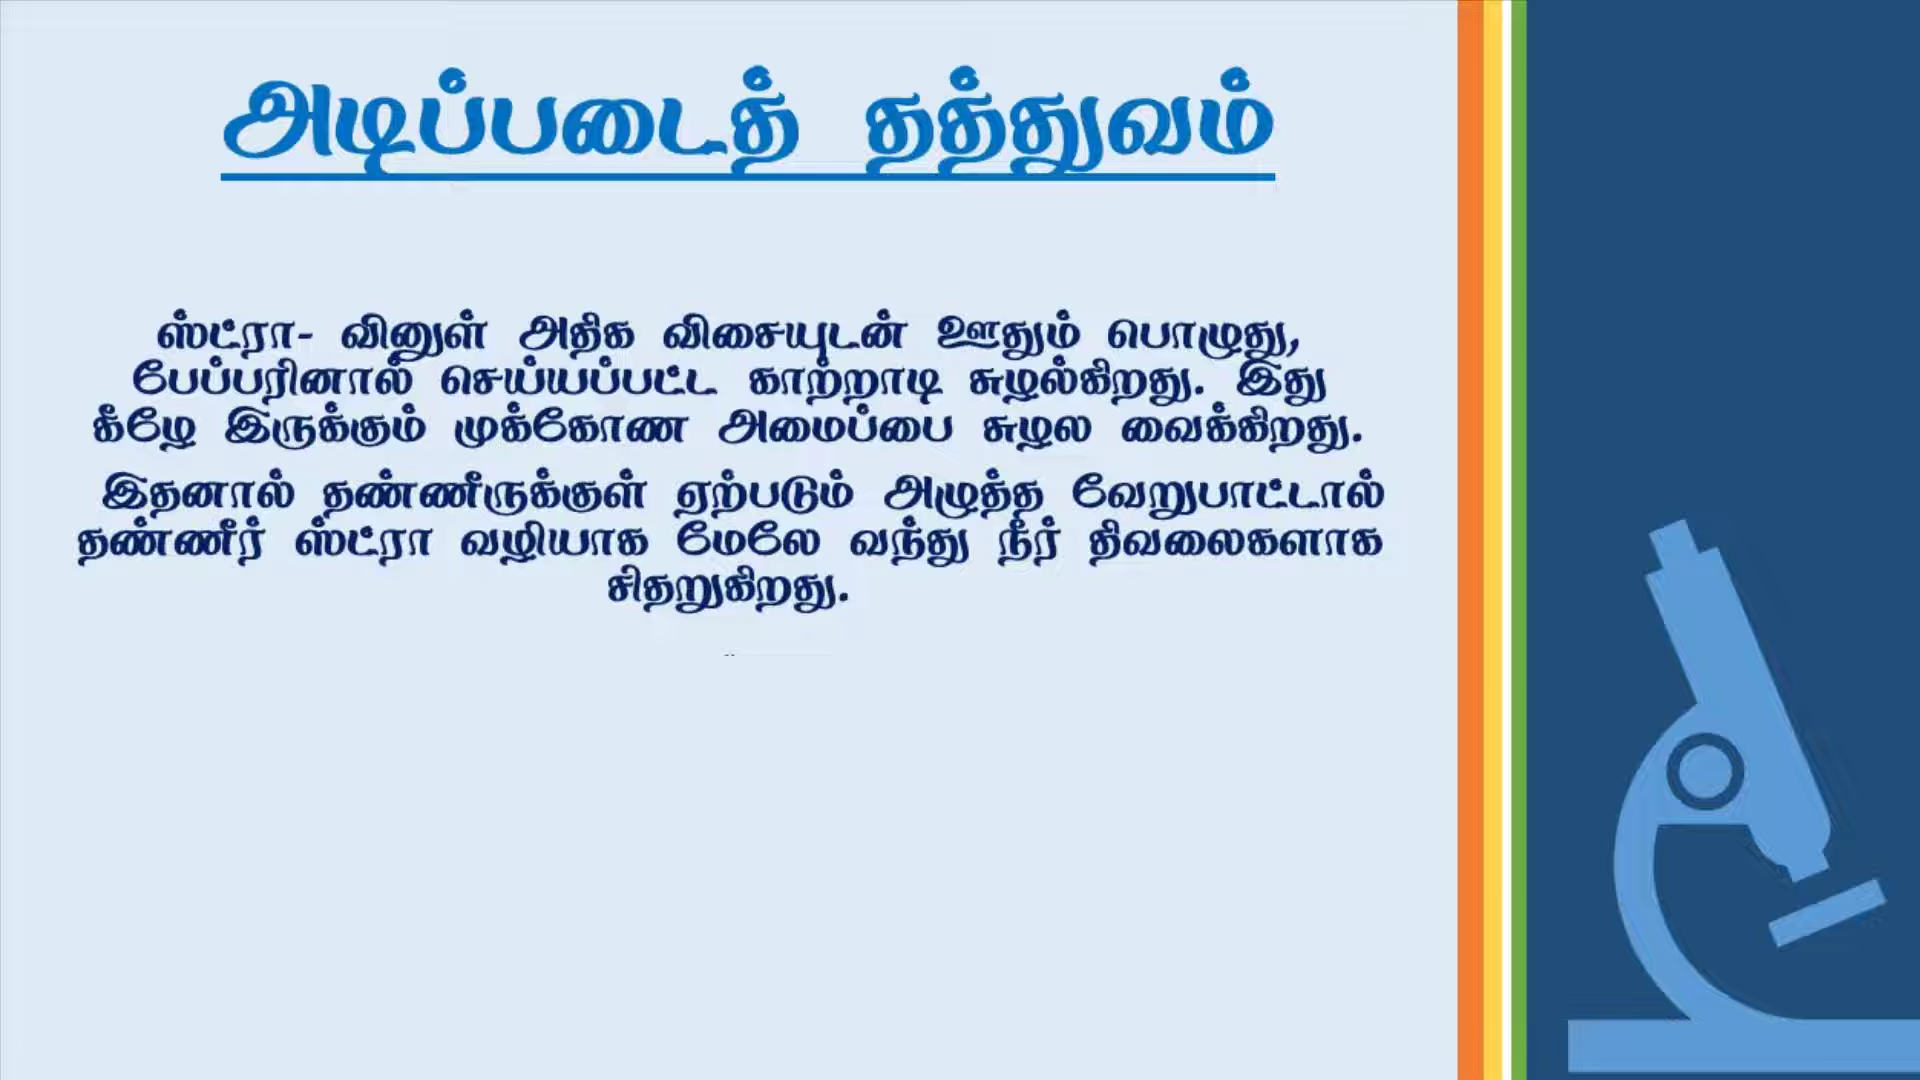 அடிப்படைத் தத்துவம்
ஸ்ட்ரா- வினுள் அதிக விசையுடன் ஊதும் பொழுது,
பேப்பரினால் செய்யப்பட்ட காற்றாடி சுழல்கிறது. இது
கீழே இருக்கும் முக்கோண அமைப்பை சுழல வைக்கிறது.
இதனால் தண்ணீருக்குள் ஏற்படும் அழுத்த வேறுபாட்டால்
தண்ணீர் ஸ்ட்ரா வழியாக மேலே வந்து நீர் திவலைகளாக
சிதறுகிறது.